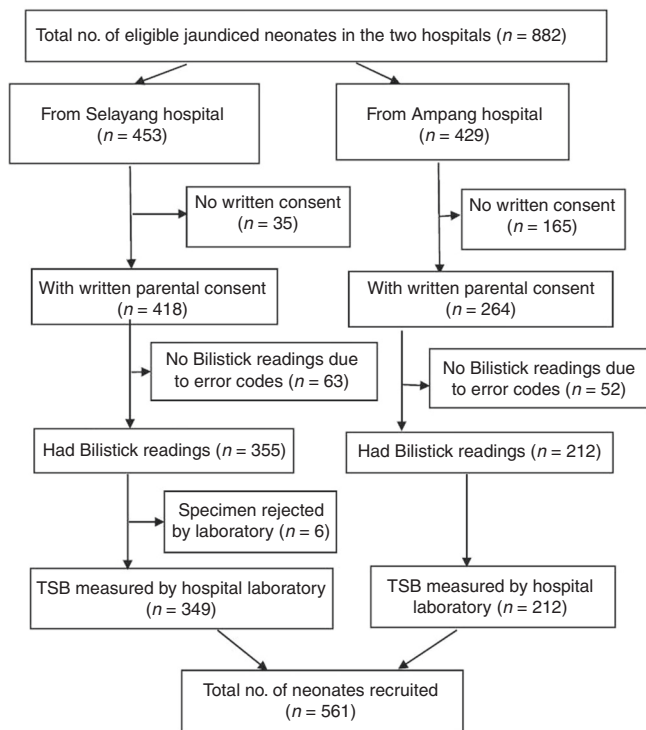 Total no. of eligible jaundiced neonates in the two hospitals (n = 882)
From Selayang hospital
(n = 453)
From Ampang hospital
(n = 429)
No written consent
(n = 35)
No written consent
(n = 165)
With written parental consent
(n = 418)
With written parental consent
(n = 264)
No Bilistick readings due
to error codes (n = 63)
No Bilistick readings due
to error codes (n = 52)
Had Bilistick readings (n = 355)
Had Bilistick readings (n = 212)
Specimen rejected
by laboratory (n = 6)
TSB measured by hospital laboratory
(n = 349)
TSB measured by hospital
laboratory (n = 212)
Total no. of neonates recruited
(n = 561)